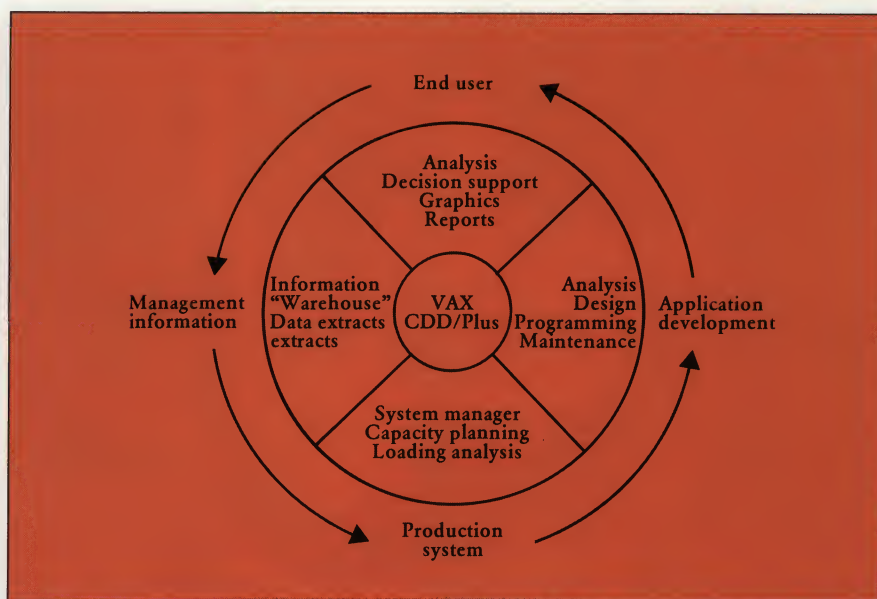 End user
Analysis
Decision support
Graphics
Reports
Management
information
Information
“Warehouse”
Data extracts
extracts
VAX
CDD/Plus
Analysis
Design
Programming
Maintenance
Application
development
System manager
Capacity planning
Loading analysis
Production
system